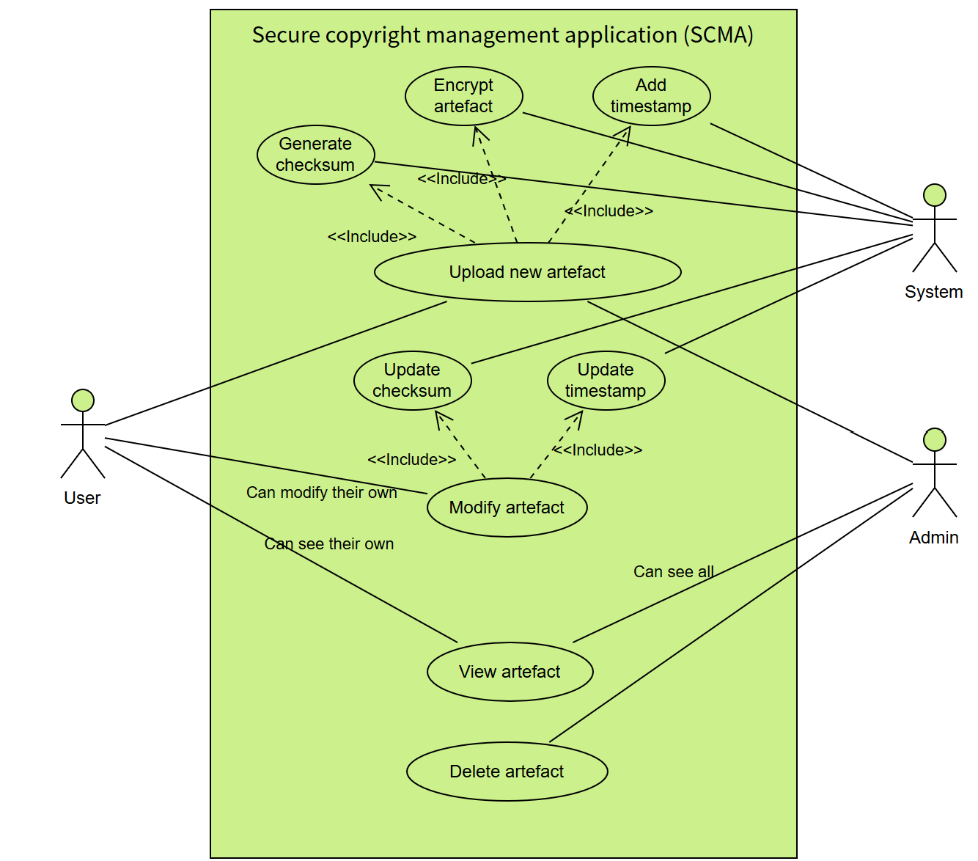 Secure copyright management application (SCMA)
Encrypt
artefact
Add
timestamp
Generate
checksum
<<Include>>
<<Include>>
<<Include>>
Upload new artefact
System
Update
checksum
Update
timestamp
<<Include>>
<<Include>>
User
Can modify their own
Modify artefact
Admin
Can see their own
Can see all
View artefact
Delete artefact